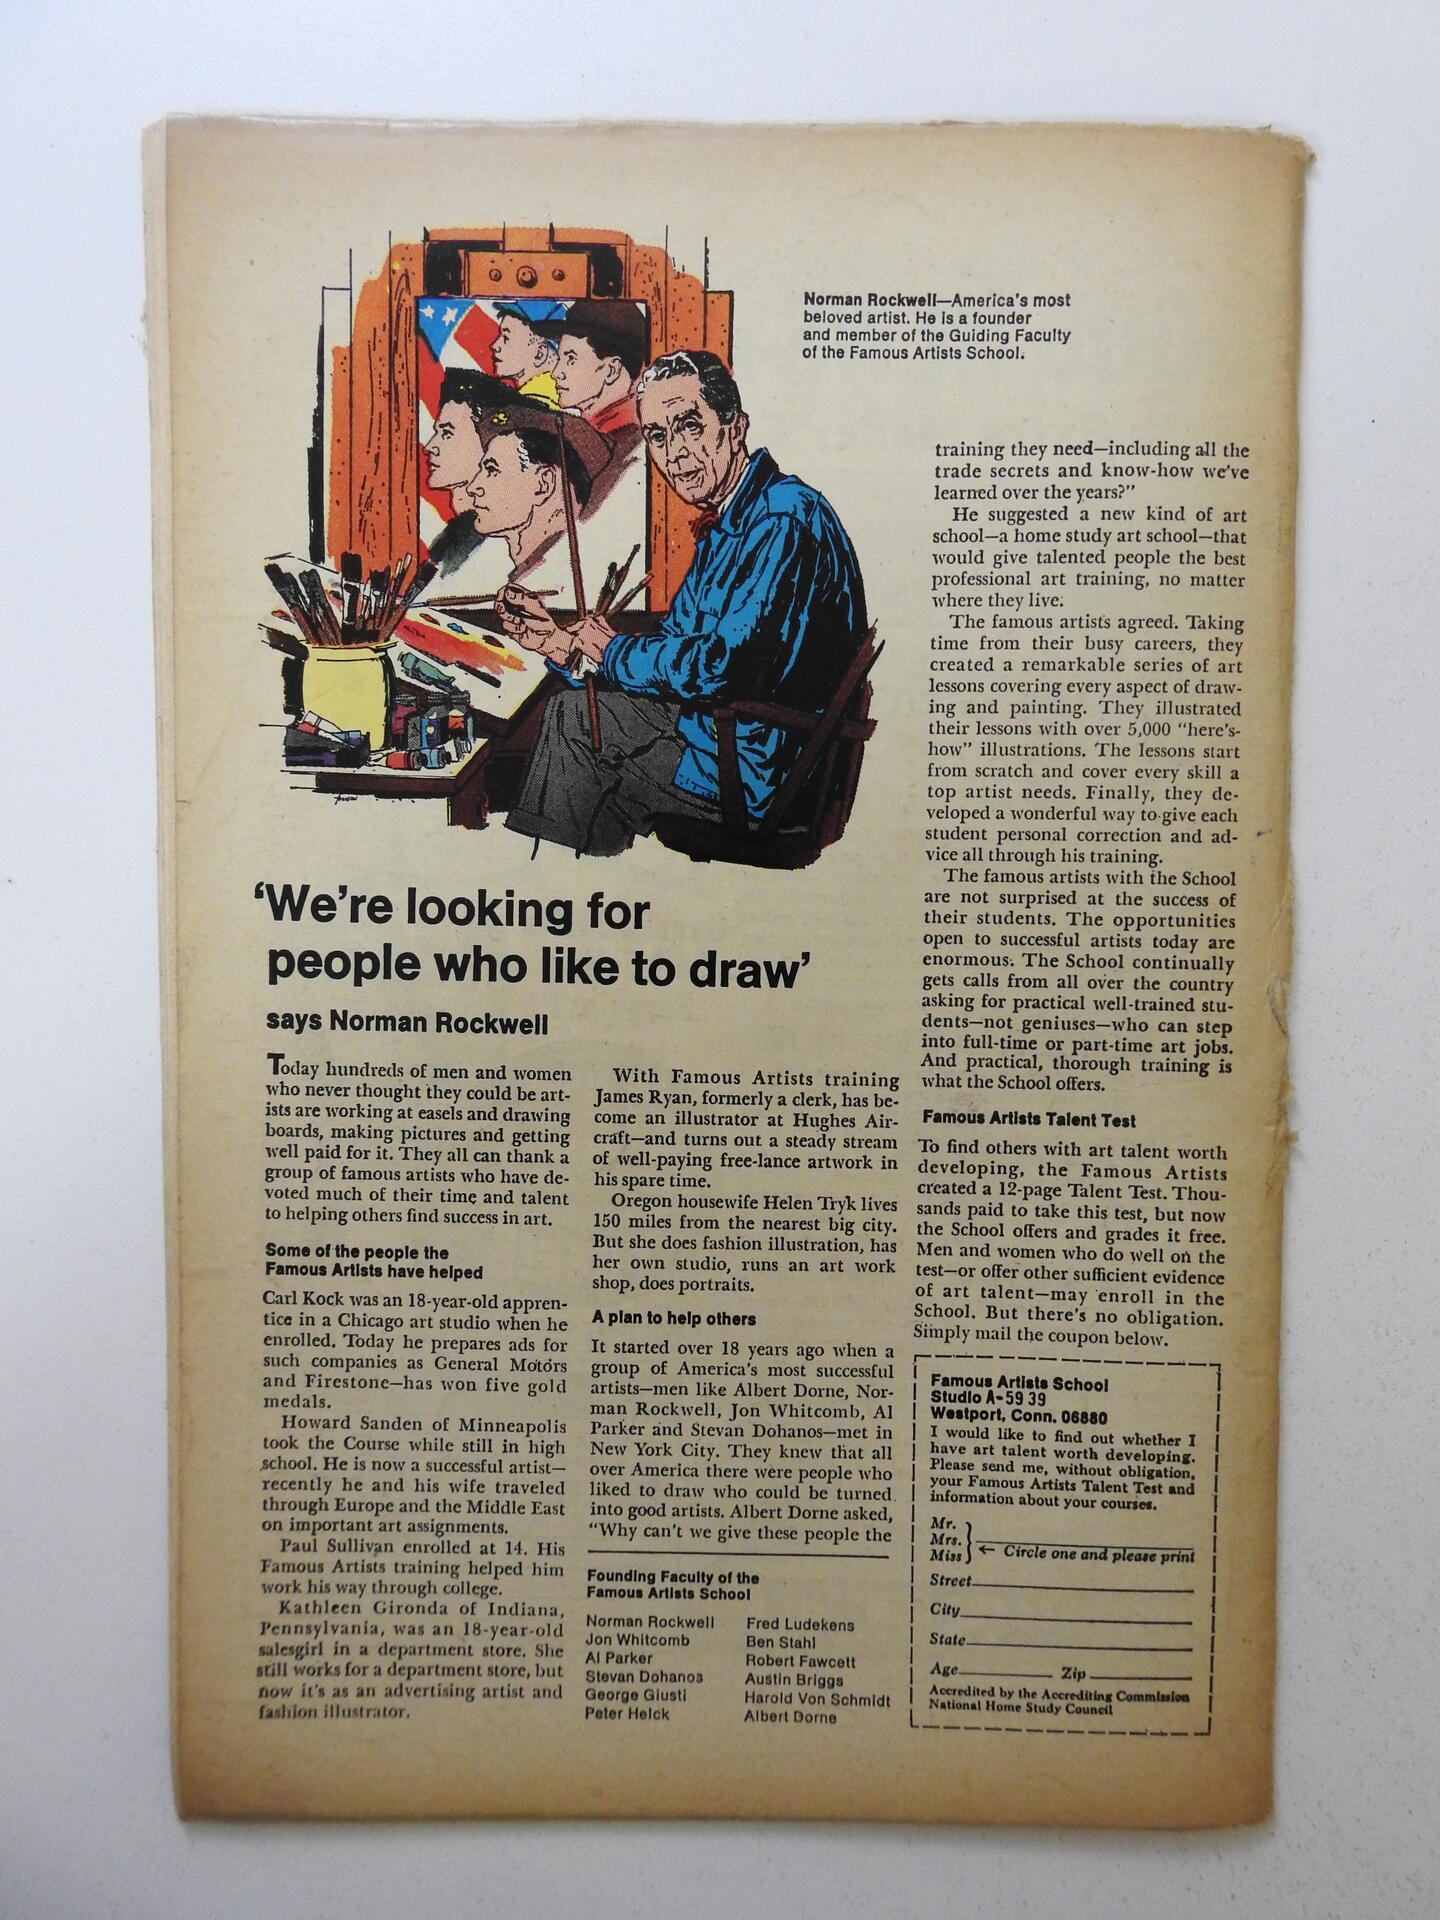 Norman Rockwell—America's most
beloved artist. He is a founder
and member of the Guiding Faculty
of the Famous Artists School.
'We're looking for
people who like to draw'
says Norman Rockwell
Today hundreds of men and women
who never thought they could be art-
ists are working at easels and drawing
boards, making pictures and getting
well paid for it. They all can thank a
group of famous artists who have de-
voted much of their time and talent
to helping others find success in art.
Some of the people the
Famous Artists have helped
Carl Kock was an 18-year-old appren-
tice in a Chicago art studio when he
enrolled. Today he prepares ads for
such companies as General Motors
and Firestone—has won five gold
medals.
Howard Sanden of Minneapolis
took the Course while still in high
school. He is now a successful artist—
recently he and his wife traveled
through Europe and the Middle East
on important art assignments.
Paul Sullivan enrolled at 14. His
Famous Artists training helped him
work his way through college.
Kathleen Gironda of Indiana,
Pennsylvania, was an 18-year-old
salesgirl in a department store. She
still works for a department store, but
now it's as an advertising artist and
fashion illustrator.
With Famous Artists training
James Ryan, formerly a clerk, has be-
come an illustrator at Hughes Air-
craft—and turns out a steady stream
of well-paying free-lance artwork in
his spare time.
Oregon housewife Helen Tryk lives
150 miles from the nearest big city.
But she does fashion illustration, has
her own studio, runs an art work
shop, does portraits.
A plan to help others
It started over 18 years ago when a
group of America's most successful
artists—men like Albert Dorne, Nor-
man Rockwell, Jon Whitcomb, Al
Parker and Stevan Dohanos—met in
New York City. They knew that all
over America there were people who
liked to draw who could be turned
into good artists. Albert Dorne asked,
"Why can't we give these people the
Founding Faculty of the
Famous Artists School
Norman Rockwell
Jon Whitcomb
Al Parker
Stevan Dohanos
George Giusti
Peter Helck
Fred Ludekens
Ben Stahl
Robert Fawcett
Austin Briggs
Harold Von Schmidt
Albert Dorne
training they need—including all the
trade secrets and know-how we've
learned over the years?"
He suggested a new kind of art
school—a home study art school—that
would give talented people the best
professional art training, no matter
where they live.
The famous artists agreed. Taking
time from their busy careers, they
created a remarkable series of art
lessons covering every aspect of draw-
ing and painting. They illustrated
their lessons with over 5,000 "here's-
how" illustrations. The lessons start
from scratch and cover every skill a
top artist needs. Finally, they de-
veloped a wonderful way to give each
student personal correction and ad-
vice all through his training.
The famous artists with the School
are not surprised at the success of
their students. The opportunities
open to successful artists today are
enormous. The School continually
gets calls from all over the country
asking for practical well-trained stu-
dents—not geniuses—who can step
into full-time or part-time art jobs.
And practical, thorough training is
what the School offers.
Famous Artists Talent Test
To find others with art talent worth
developing, the Famous Artists
created a 12-page Talent Test. Thou-
sands paid to take this test, but now
the School offers and grades it free.
Men and women who do well on the
test—or offer other sufficient evidence
of art talent—may enroll in the
School. But there's no obligation.
Simply mail the coupon below.
Famous Artists School
Studio A-59 39
Westport, Conn. 06880
I would like to find out whether I
have art talent worth developing.
Please send me, without obligation,
your Famous Artists Talent Test and
information about your courses.
Mr.
Mrs.
Miss
← Circle one and please print
Street
City
State
Age Zip
Accredited by the Accrediting Commission
National Home Study Council